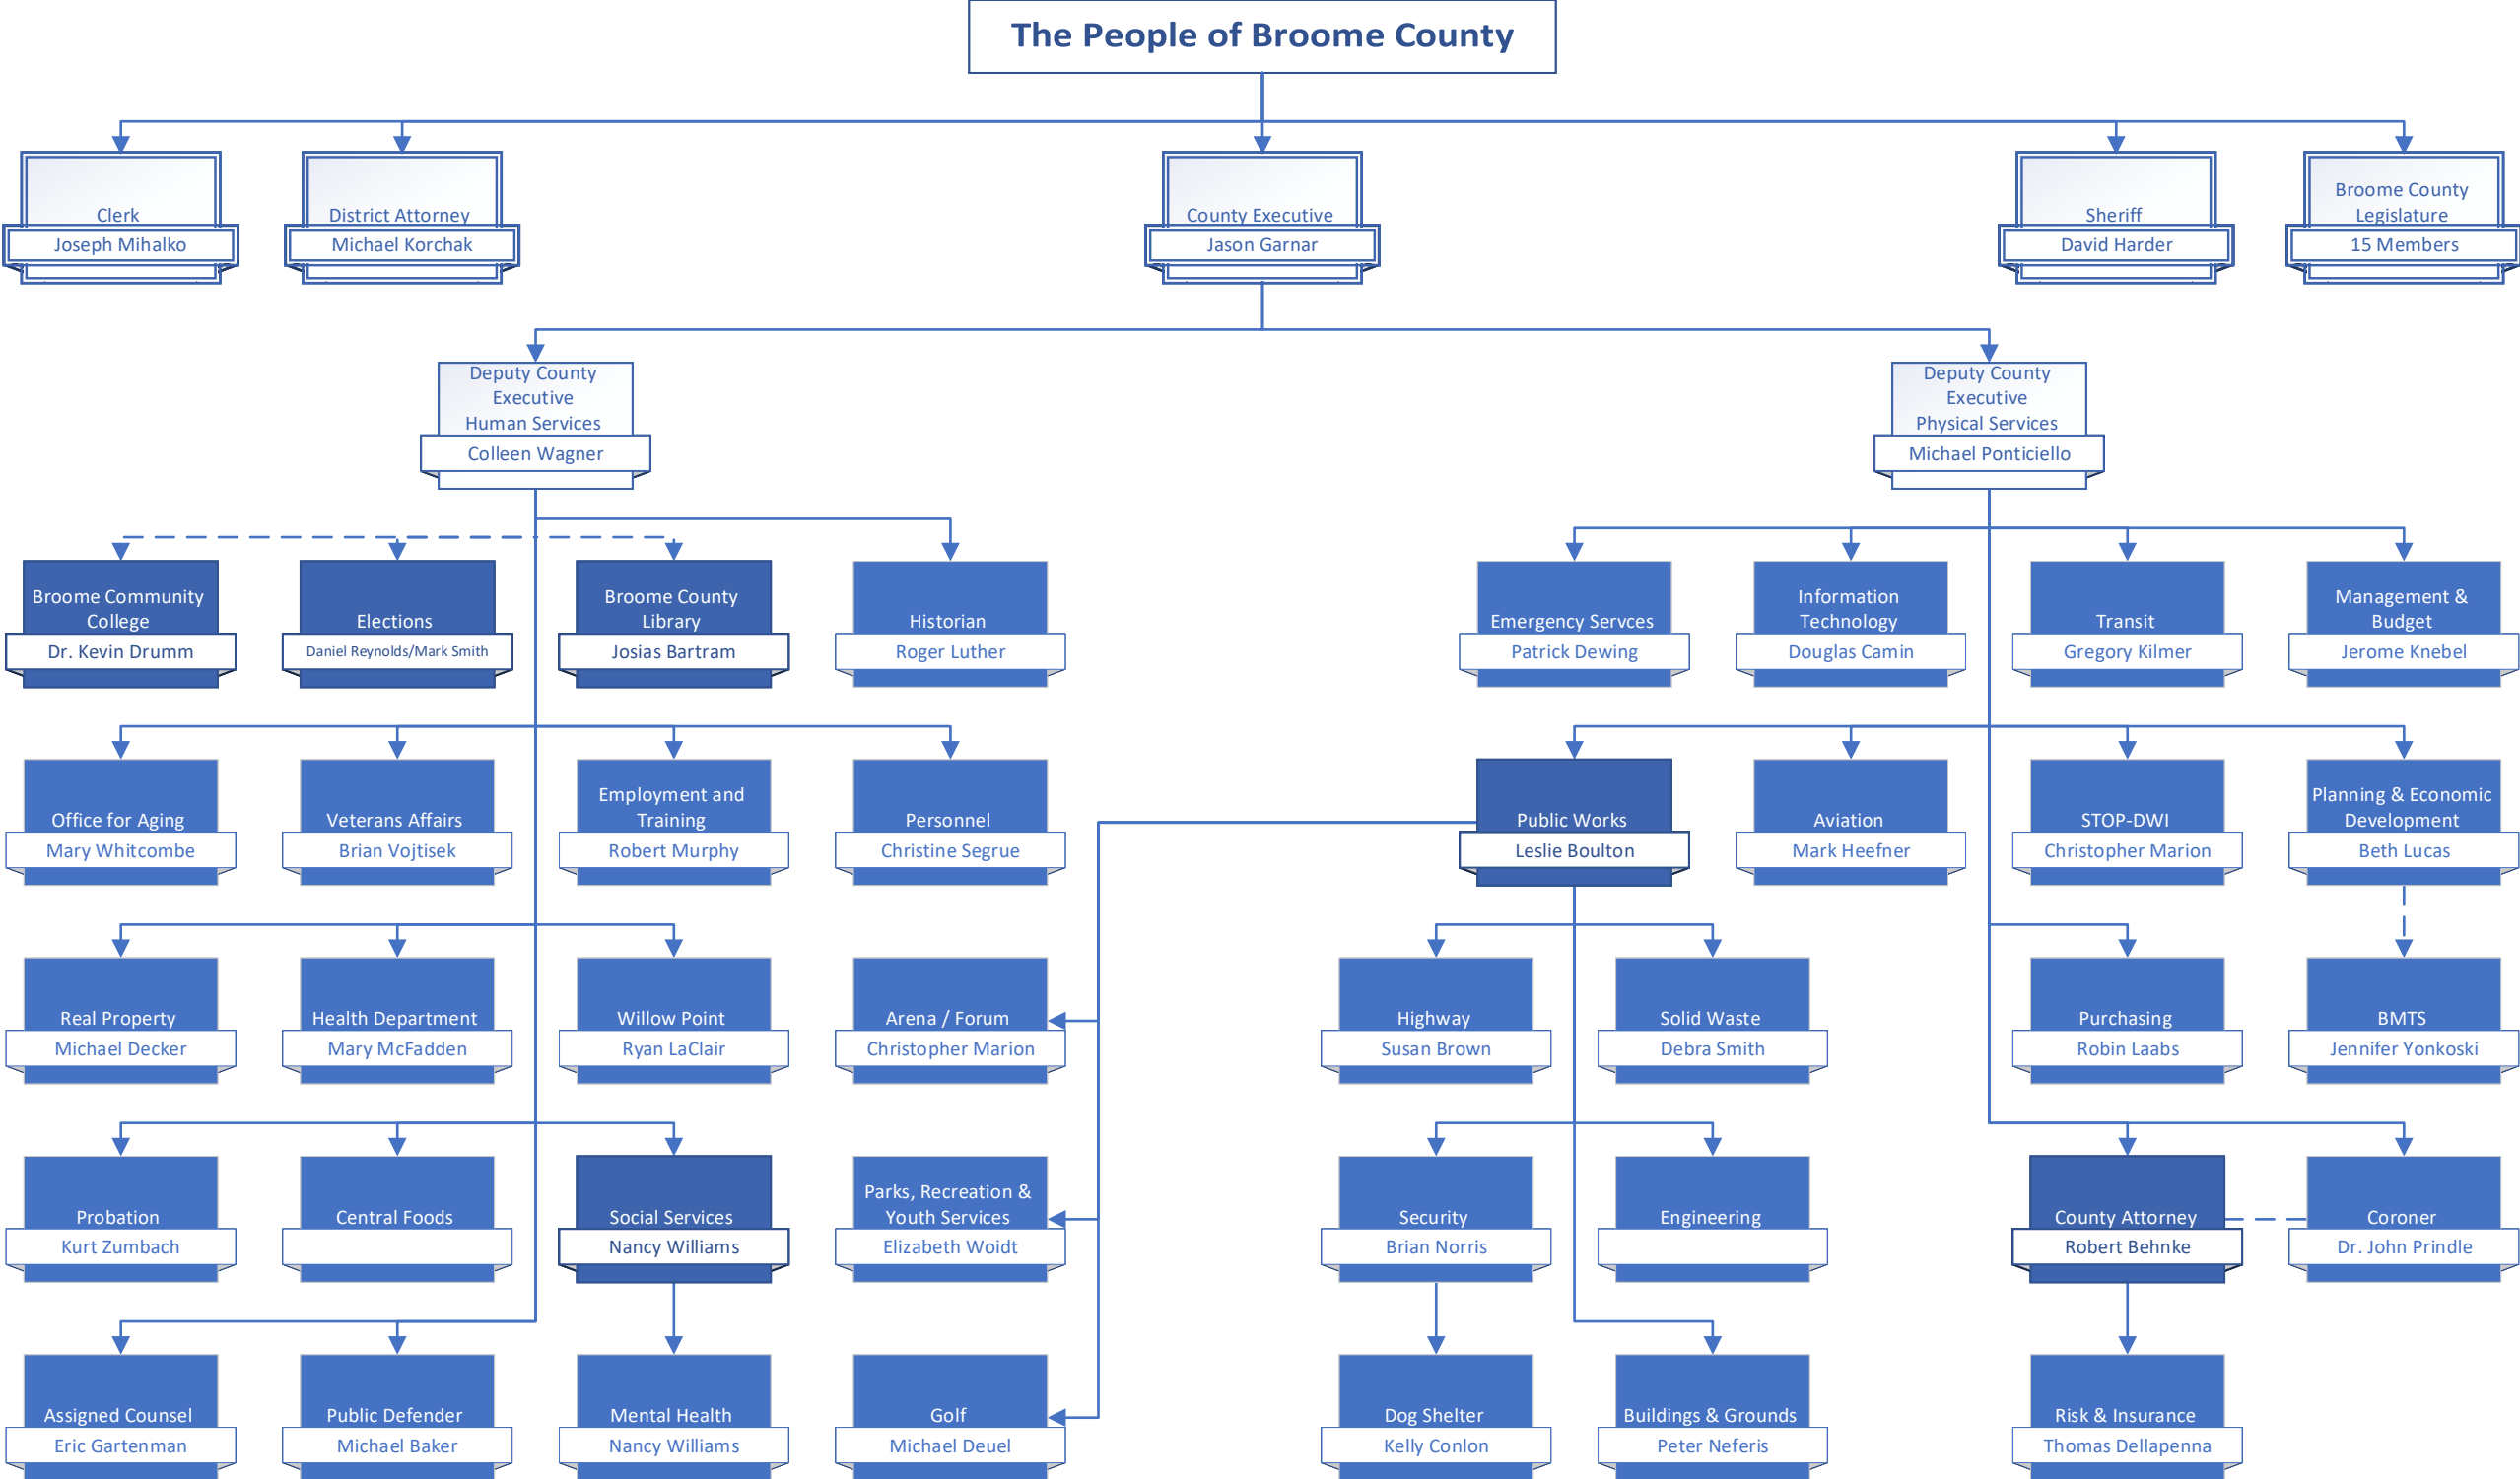 The People of Broome County
Clerk
Joseph Mihalko
District Attorney
Michael Korchak
County Executive
Jason Garnar
Sheriff
David Harder
Broome County
Legislature
15 Members
Deputy County
Executive
Human Services
Colleen Wagner
Deputy County
Executive
Physical Services
Michael Ponticiello
Broome Community
College
Dr. Kevin Drumm
Elections
Daniel Reynolds/Mark Smith
Broome County
Library
Josias Bartram
Historian
Roger Luther
Emergency Servces
Patrick Dewing
Information
Technology
Douglas Camin
Transit
Gregory Kilmer
Management &
Budget
Jerome Knebel
Office for Aging
Mary Whitcombe
Veterans Affairs
Brian Vojtisek
Employment and
Training
Robert Murphy
Personnel
Christine Segrue
Public Works
Leslie Boulton
Aviation
Mark Heefner
STOP-DWI
Christopher Marion
Planning & Economic
Development
Beth Lucas
Real Property
Michael Decker
Health Department
Mary McFadden
Willow Point
Ryan LaClair
Arena / Forum
Christopher Marion
Highway
Susan Brown
Solid Waste
Debra Smith
Purchasing
Robin Laabs
BMTS
Jennifer Yonkoski
Probation
Kurt Zumbach
Central Foods
Social Services
Nancy Williams
Parks, Recreation &
Youth Services
Elizabeth Woidt
Security
Brian Norris
Engineering
County Attorney
Robert Behnke
Coroner
Dr. John Prindle
Assigned Counsel
Eric Gartenman
Public Defender
Michael Baker
Mental Health
Nancy Williams
Golf
Michael Deuel
Dog Shelter
Kelly Conlon
Buildings & Grounds
Peter Neferis
Risk & Insurance
Thomas Dellapenna